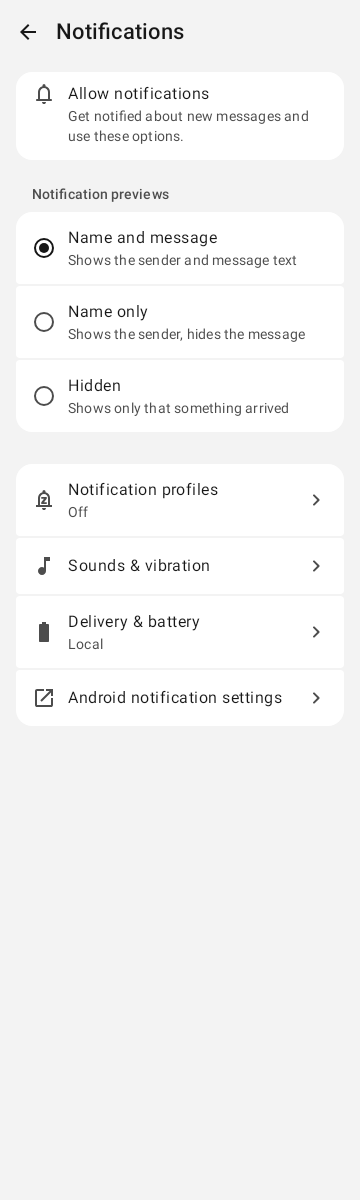 Notifications
Allow notifications
Get notified about new messages and
use these options.
Notification previews
Name and message
Shows the sender and message text
Name only
Shows the sender, hides the message
Hidden
Shows only that something arrived
Notification profiles
Off
Sounds & vibration
Delivery & battery
Local
Android notification settings